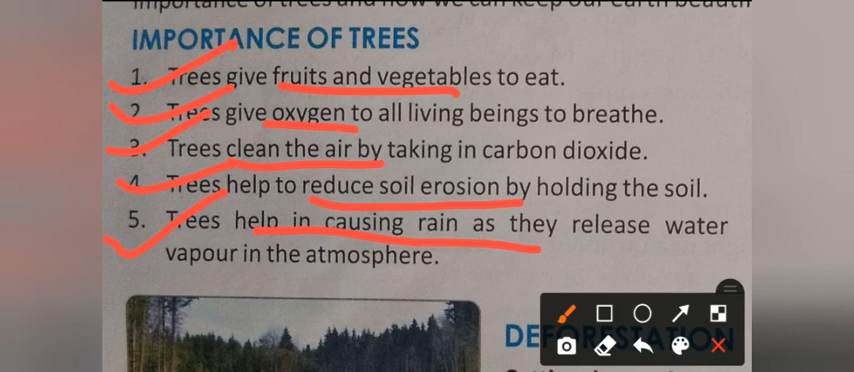 IMPORTANCE OF TREES
1. Trees give fruits and vegetables to eat.
2. Trees give oxygen to all living beings to breathe.
3. Trees clean the air by taking in carbon dioxide.
4. Trees help to reduce soil erosion by holding the soil.
5. Trees help in causing rain as they release water
vapour in the atmosphere.
DEFORESTATION